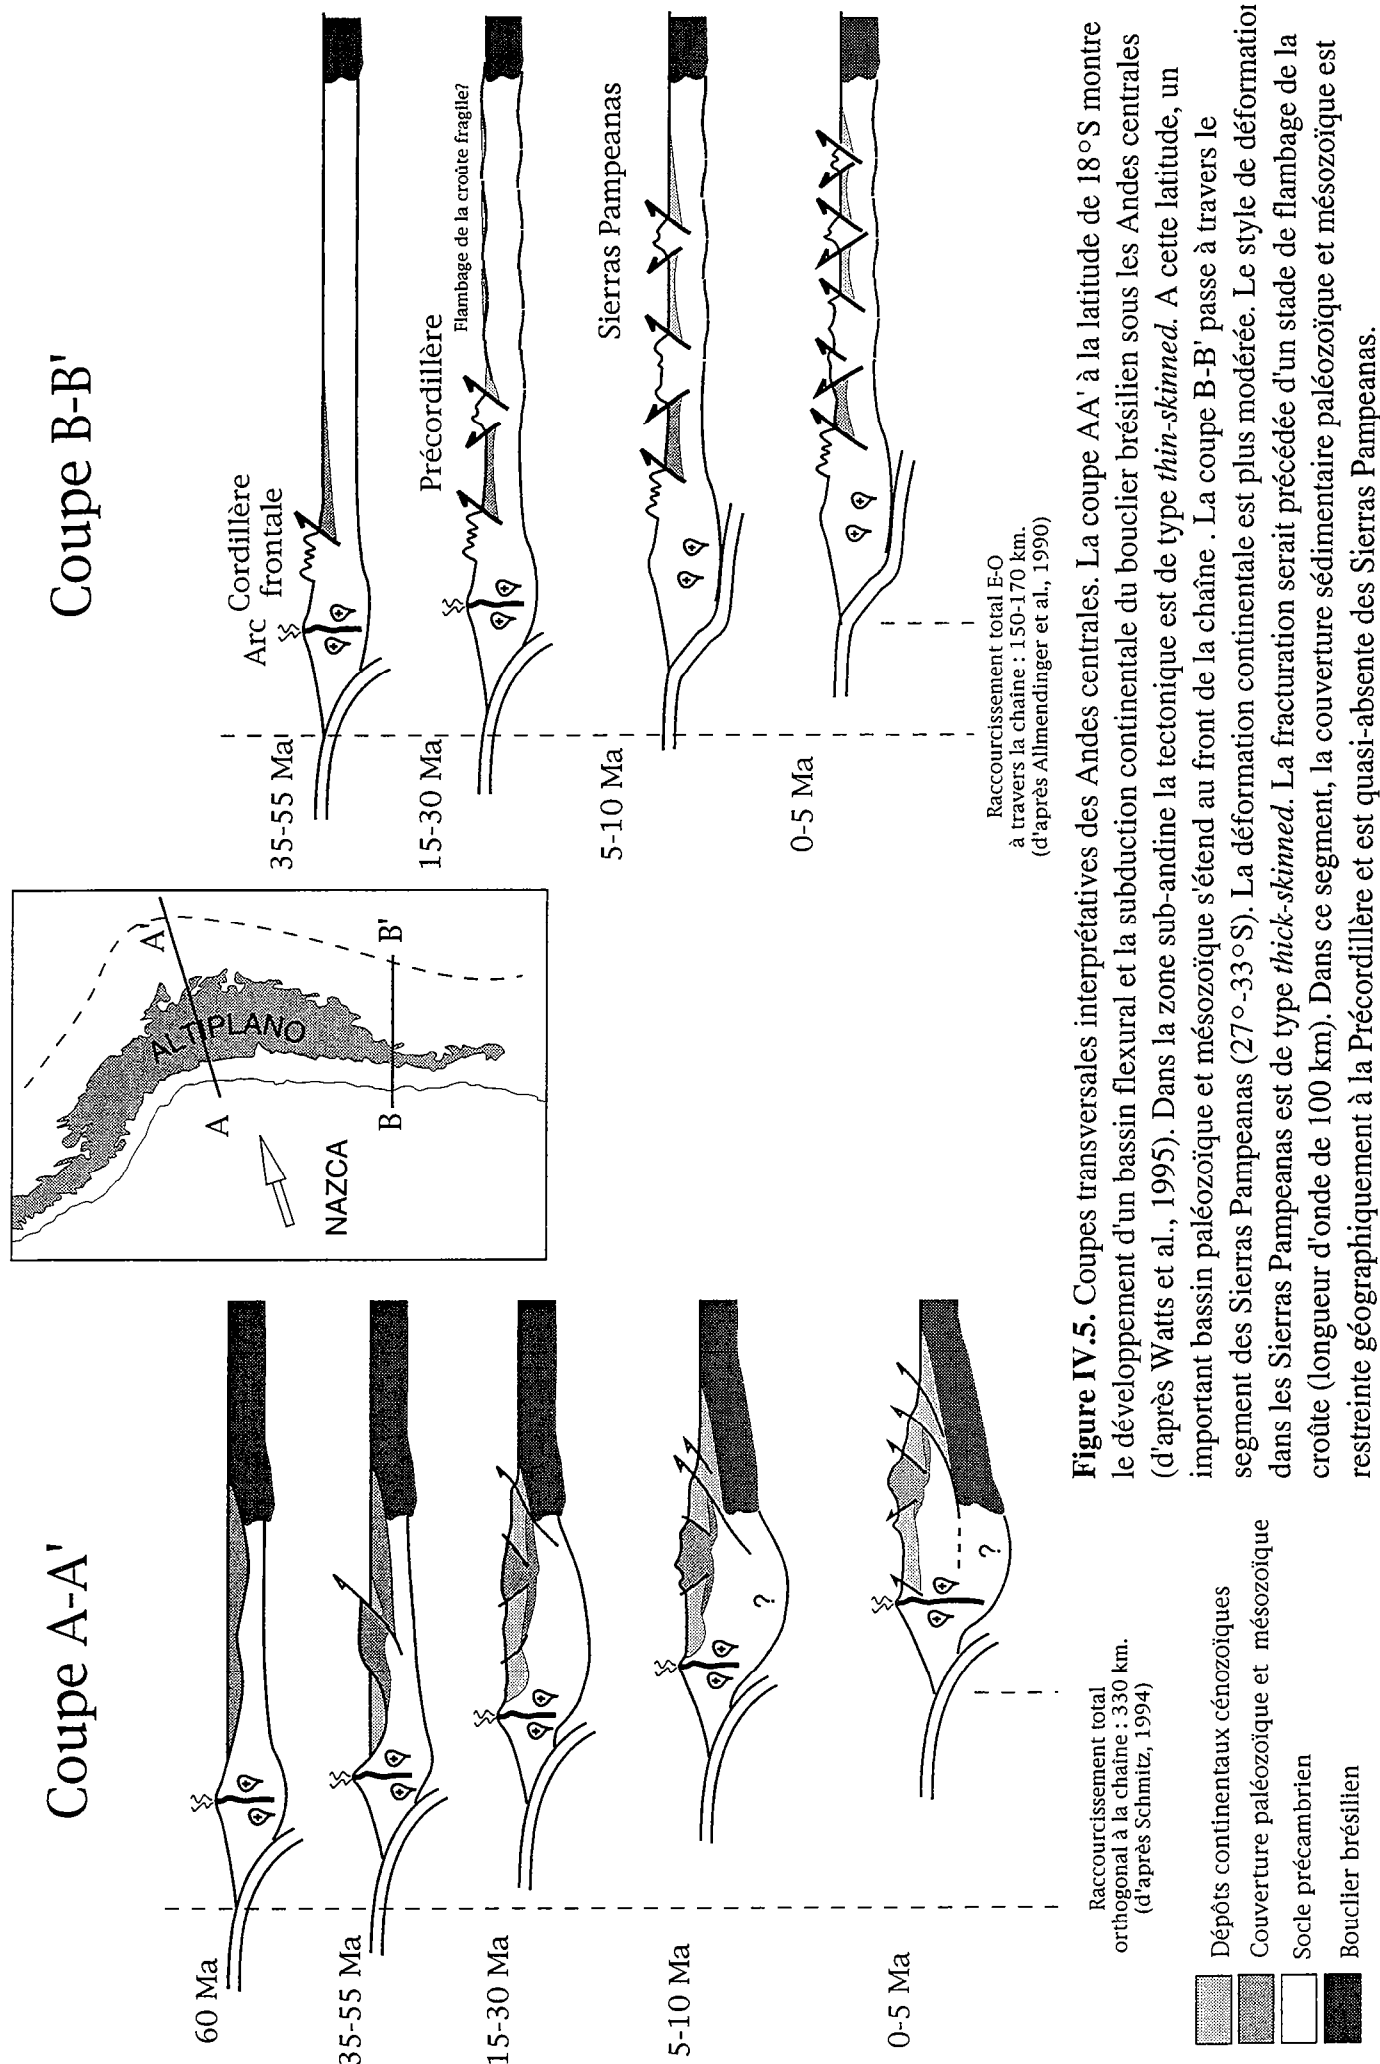 Coupe A-A'
60 Ma
35-55 Ma
15-30 Ma
5-10 Ma
?
0-5 Ma
?
Raccourcissement total
orthogonal à la chaine : 330 km.
(d'après Schmitz, 1994)
Dépôts continentaux cénozoïques
Couverture paléozoïque et mésozoïque
Socle précambrien
Bouclier brésilien
A
A'
ALTIPLANO
B
B'
NAZCA
Coupe B-B'
Arc
Cordillère
frontale
35-55 Ma
Précordillère
Flambage de la croûte fragile?
15-30 Ma
Sierras Pampeanas
5-10 Ma
0-5 Ma
Raccourcissement total E-O
à travers la chaine : 150-170 km.
(d'après Allmendinger et al., 1990)
Figure IV.5. Coupes transversales interprétatives des Andes centrales. La coupe AA' à la latitude de 18°S montre
le développement d'un bassin flexural et la subduction continentale du bouclier brésilien sous les Andes centrales
(d'après Watts et al., 1995). Dans la zone sub-andine la tectonique est de type thin-skinned. A cette latitude, un
important bassin paléozoïque et mésozoïque s'étend au front de la chaîne . La coupe B-B' passe à travers le
segment des Sierras Pampeanas (27°-33°S). La déformation continentale est plus modérée. Le style de déformation
dans les Sierras Pampeanas est de type thick-skinned. La fracturation serait précédée d'un stade de flambage de la
croûte (longueur d'onde de 100 km). Dans ce segment, la couverture sédimentaire paléozoïque et mésozoïque est
restreinte géographiquement à la Précordillère et est quasi-absente des Sierras Pampeanas.